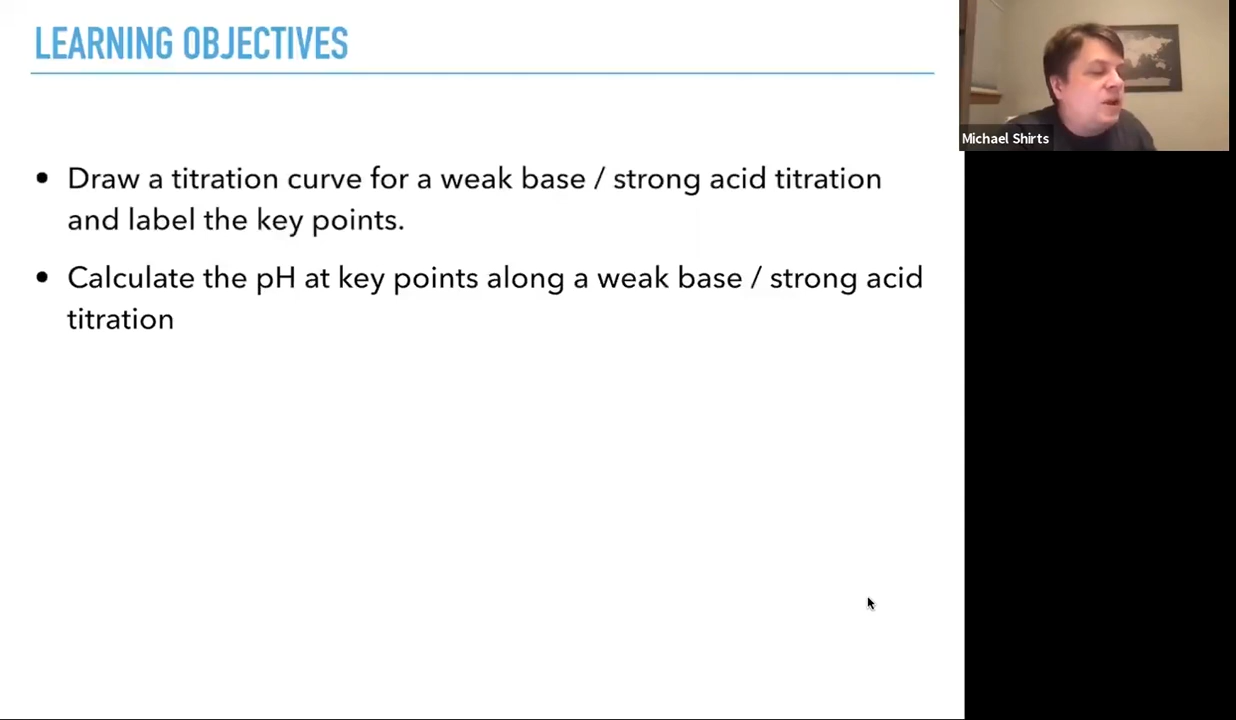 LEARNING OBJECTIVES
• Draw a titration curve for a weak base / strong acid titration
and label the key points.
• Calculate the pH at key points along a weak base / strong acid
titration
Michael Shirts